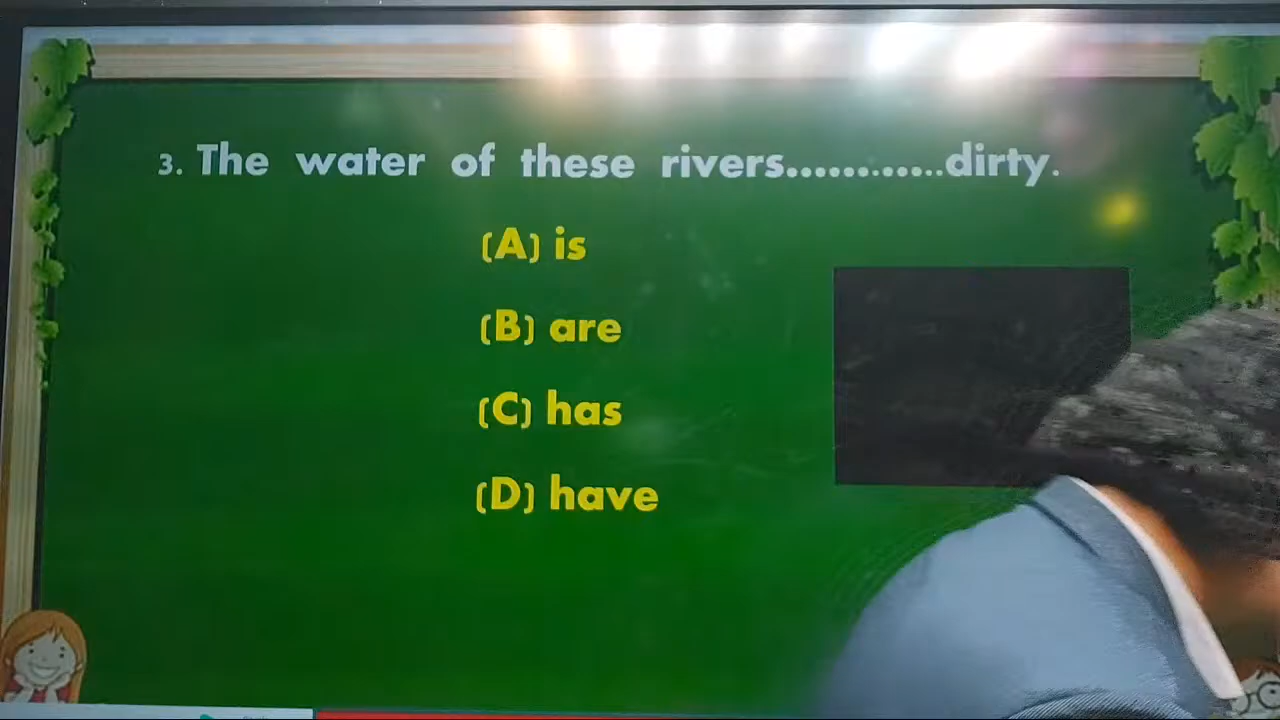 3. The water of these rivers............dirty.
(A) is
(B) are
(C) has
(D) have